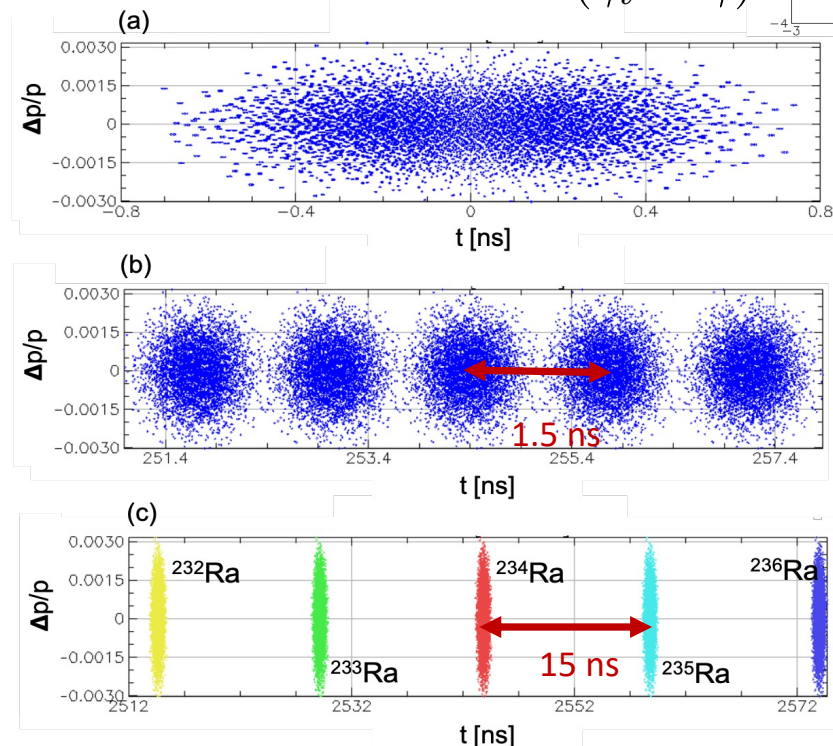 (a)
−4
−3
0.0030
0.0015
0
−0.0015
−0.0030
Δp/p
−0.8 −0.4 0 0.4 0.8
t [ns]
(b)
0.0030
0.0015
0
−0.0015
−0.0030
Δp/p
1.5 ns
251.4 253.4 255.4 257.4
t [ns]
(c)
0.0030
0.0015
0
−0.0015
−0.0030
Δp/p
²³²Ra ²³⁴Ra ²³⁶Ra
²³³Ra 15 ns ²³⁵Ra
2512 2532 2552 2572
t [ns]